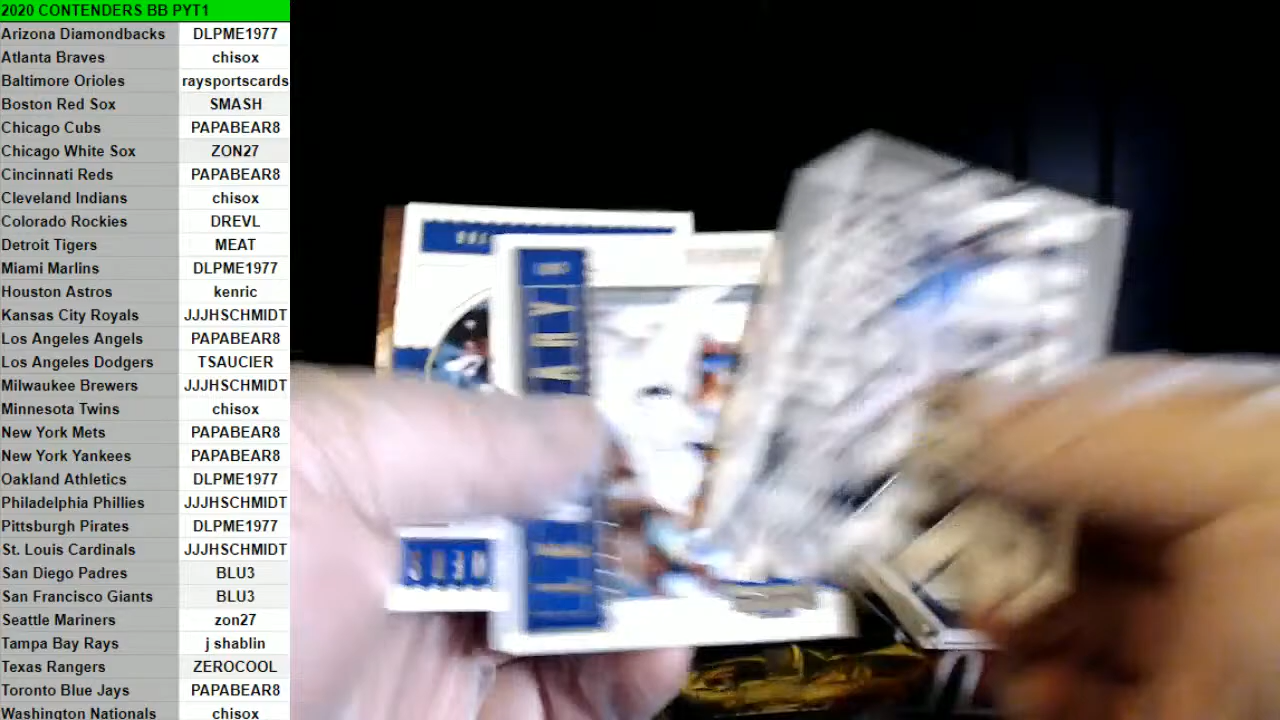 2020 CONTENDERS BB PYT1
Arizona Diamondbacks DLPME1977
Atlanta Braves chisox
Baltimore Orioles raysportscards
Boston Red Sox SMASH
Chicago Cubs PAPABEAR8
Chicago White Sox ZON27
Cincinnati Reds PAPABEAR8
Cleveland Indians chisox
Colorado Rockies DREVL
Detroit Tigers MEAT
Miami Marlins DLPME1977
Houston Astros kenric
Kansas City Royals JJJHSCHMIDT
Los Angeles Angels PAPABEAR8
Los Angeles Dodgers TSAUCIER
Milwaukee Brewers JJJHSCHMIDT
Minnesota Twins chisox
New York Mets PAPABEAR8
New York Yankees PAPABEAR8
Oakland Athletics DLPME1977
Philadelphia Phillies JJJHSCHMIDT
Pittsburgh Pirates DLPME1977
St. Louis Cardinals JJJHSCHMIDT
San Diego Padres BLU3
San Francisco Giants BLU3
Seattle Mariners zon27
Tampa Bay Rays j shablin
Texas Rangers ZEROCOOL
Toronto Blue Jays PAPABEAR8
Washington Nationals chisox